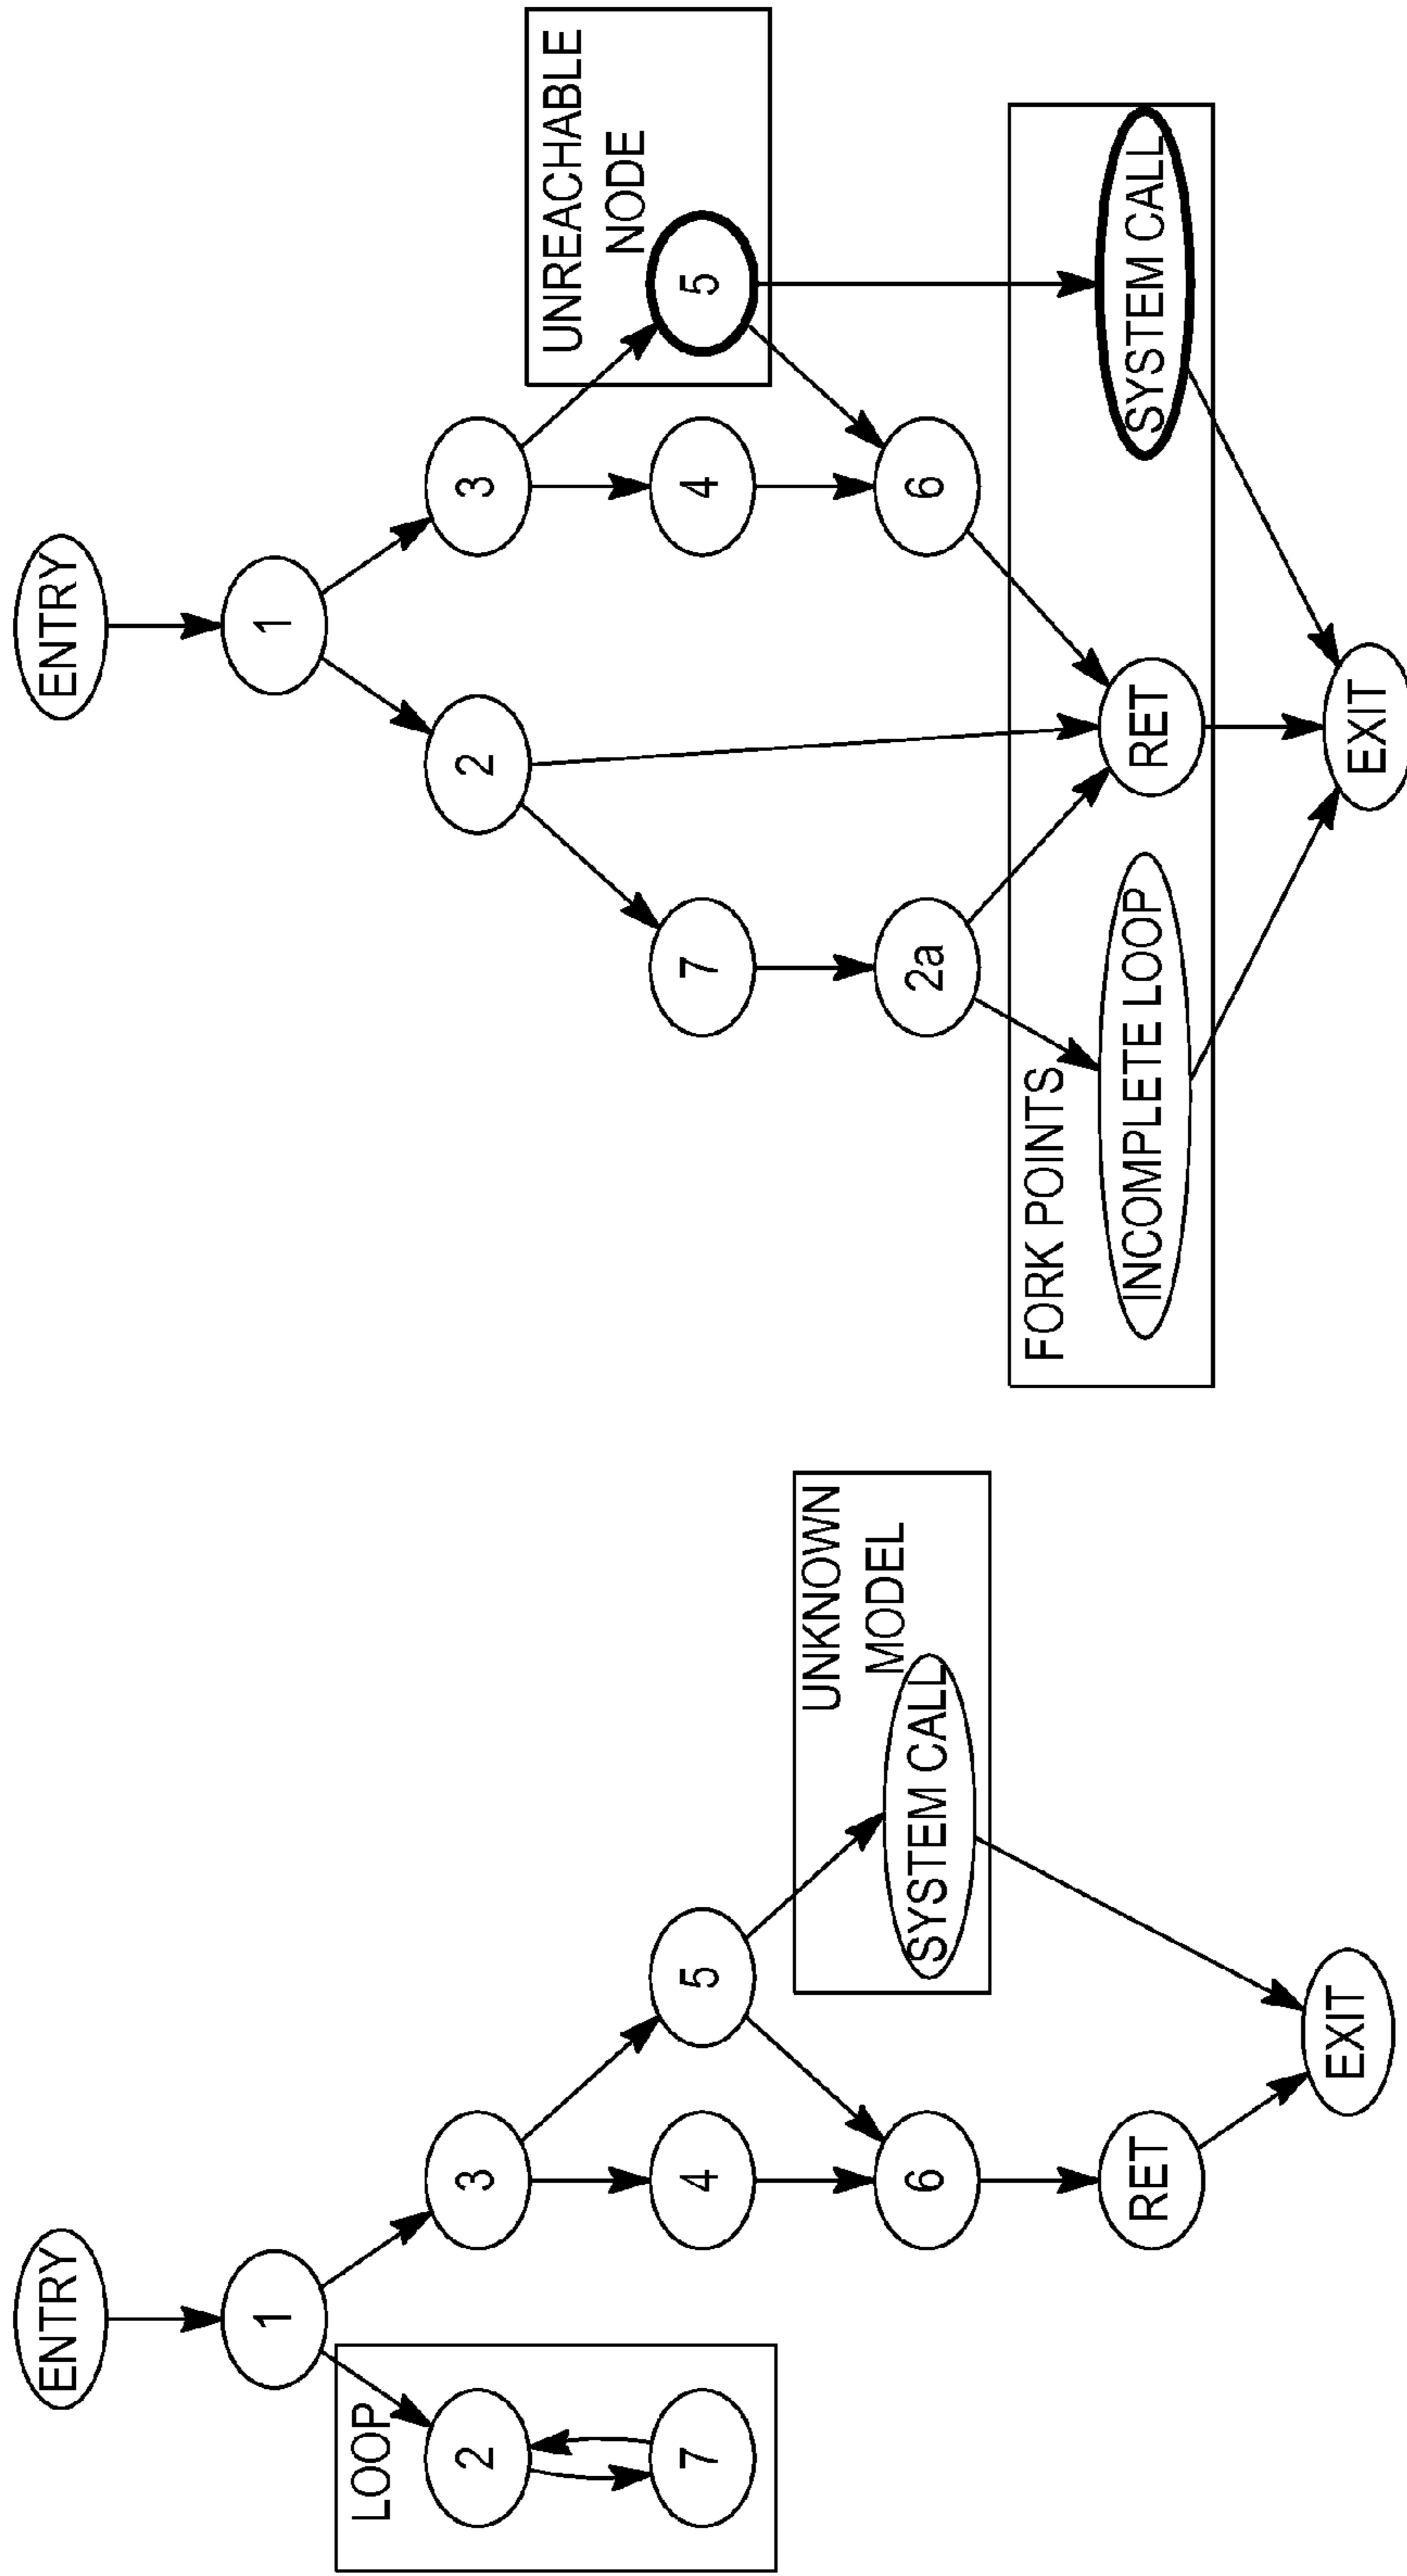 ENTRY
1
LOOP
2
3
7
4
5
UNKNOWN
MODEL
6
SYSTEM CALL
RET
EXIT
ENTRY
1
2
3
UNREACHABLE
NODE
7
4
5
2a
6
FORK POINTS
INCOMPLETE LOOP
RET
SYSTEM CALL
EXIT